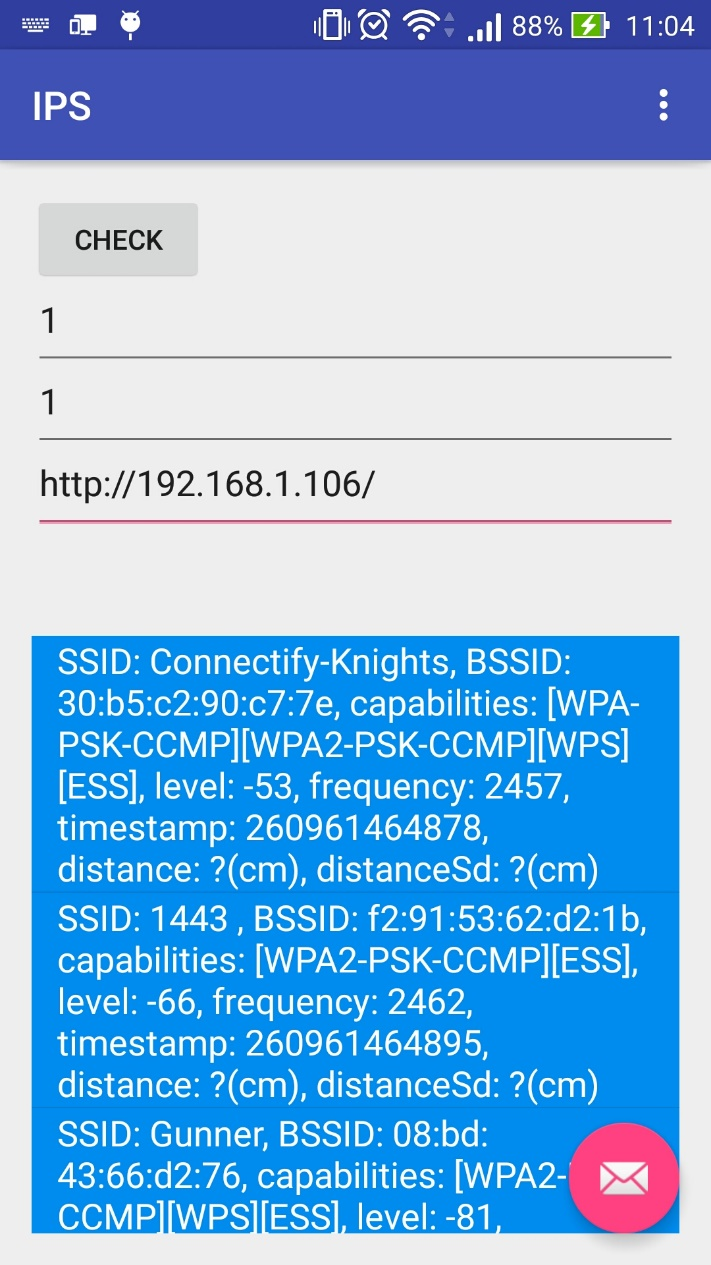 88% 11:04
IPS
CHECK
1
1
http://192.168.1.106/
SSID: Connectify-Knights, BSSID:
30:b5:c2:90:c7:7e, capabilities: [WPA-
PSK-CCMP][WPA2-PSK-CCMP][WPS]
[ESS], level: -53, frequency: 2457,
timestamp: 260961464878,
distance: ?(cm), distanceSd: ?(cm)
SSID: 1443 , BSSID: f2:91:53:62:d2:1b,
capabilities: [WPA2-PSK-CCMP][ESS],
level: -66, frequency: 2462,
timestamp: 260961464895,
distance: ?(cm), distanceSd: ?(cm)
SSID: Gunner, BSSID: 08:bd:
43:66:d2:76, capabilities: [WPA2-
CCMP][WPS][ESS], level: -81,